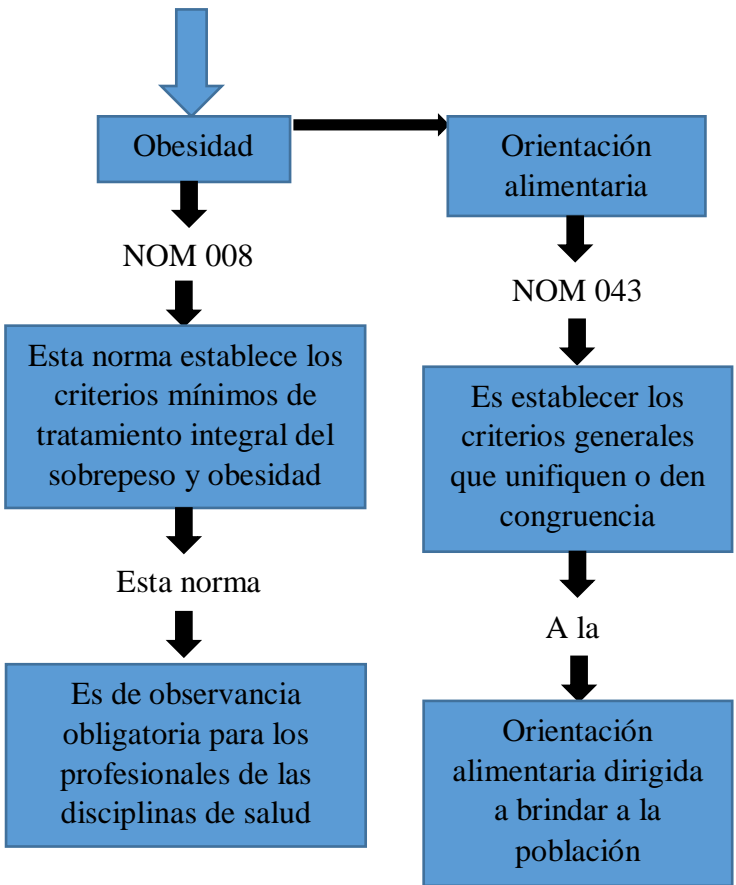 Obesidad
NOM 008
Esta norma establece los
criterios mínimos de
tratamiento integral del
sobrepeso y obesidad
Esta norma
Es de observancia
obligatoria para los
profesionales de las
disciplinas de salud
Orientación
alimentaria
NOM 043
Es establecer los
criterios generales
que unifiquen o den
congruencia
A la
Orientación
alimentaria dirigida
a brindar a la
población